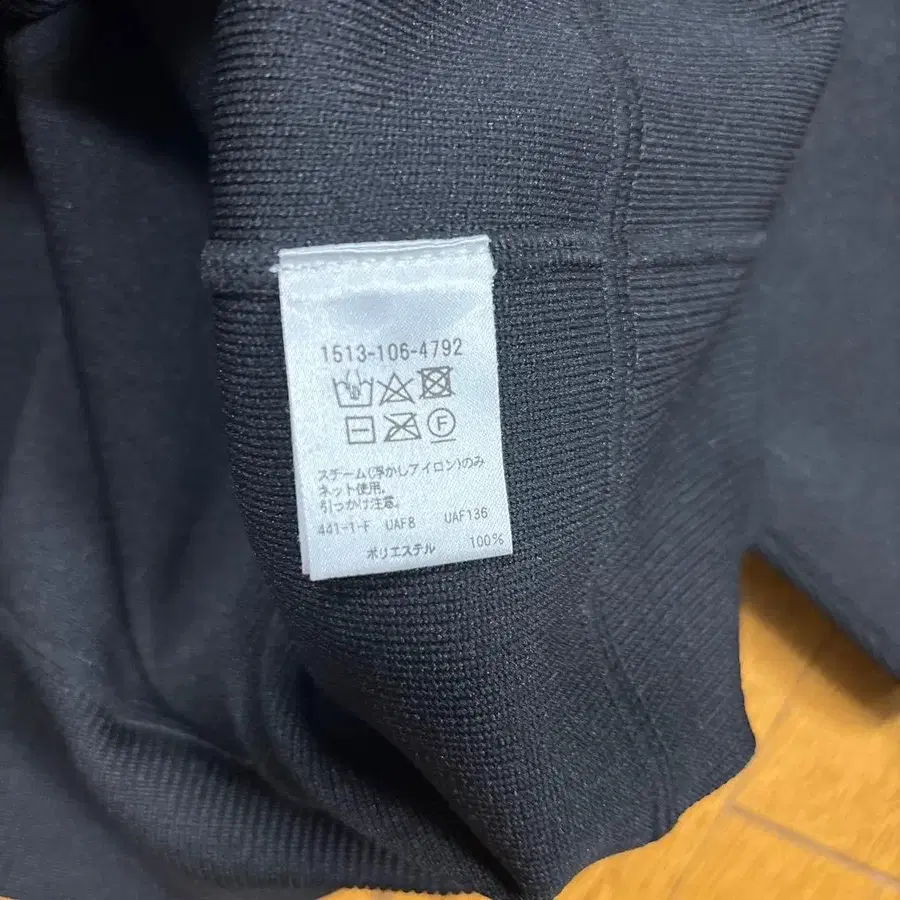 1513-106-4792
F
スチーム(浮かしアイロン)のみ
ネット使用。
引っかけ注意。
441-1-F UAF8 UAF136
ポリエステル 100%